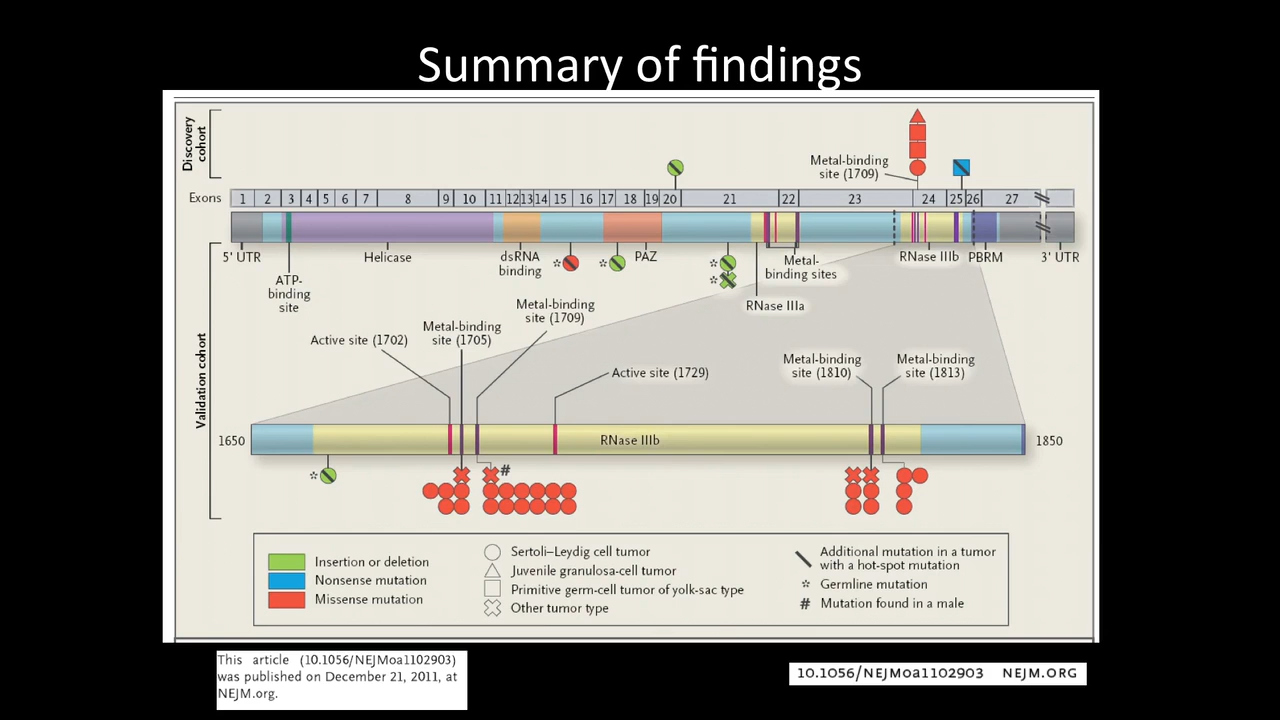 Summary of findings
Discovery
cohort
Metal-binding
site (1709)
Exons
1 2 3 4 5 6 7 8 9 10 11 12 13 14 15 16 17 18 19 20 21 22 23 24 25 26 27
5' UTR
Helicase
dsRNA
binding
*
*
PAZ
*
*
Metal-
binding sites
RNase IIIb
PBRM
3' UTR
ATP-
binding
site
RNase IIIa
Validation cohort
Active site (1702)
Metal-binding
site (1705)
Metal-binding
site (1709)
Active site (1729)
Metal-binding
site (1810)
Metal-binding
site (1813)
1650
RNase IIIb
1850
*
#
Insertion or deletion
Nonsense mutation
Missense mutation
Sertoli–Leydig cell tumor
Juvenile granulosa-cell tumor
Primitive germ-cell tumor of yolk-sac type
Other tumor type
Additional mutation in a tumor
with a hot-spot mutation
* Germline mutation
# Mutation found in a male
This article (10.1056/NEJMoa1102903)
was published on December 21, 2011, at
NEJM.org.
10.1056/NEJMoa1102903 NEJM.ORG